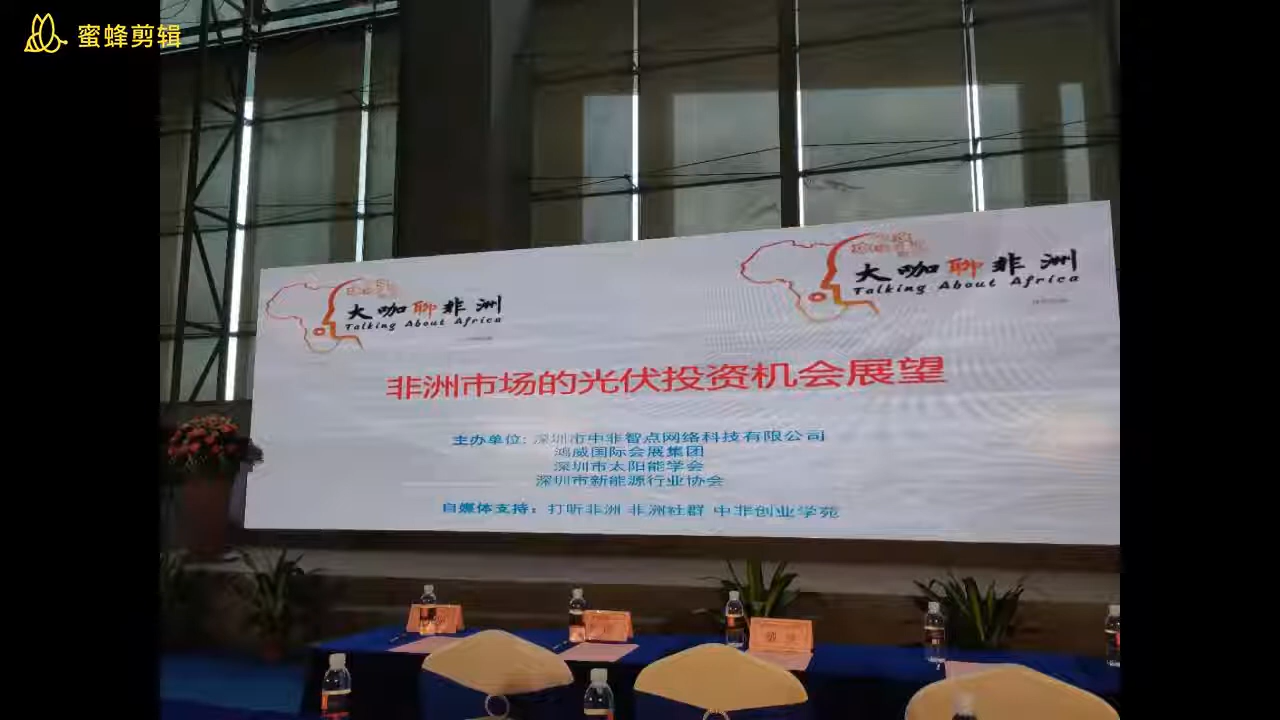 蜜蜂剪辑
大咖聊非洲
Talking About Africa
大咖聊非洲
Talking About Africa
非洲市场的光伏投资机会展望
主办单位: 深圳市中非智点网络科技有限公司
鸿威国际会展集团
深圳市太阳能学会
深圳市新能源行业协会
自媒体支持：打听非洲 非洲社群 中非创业学苑